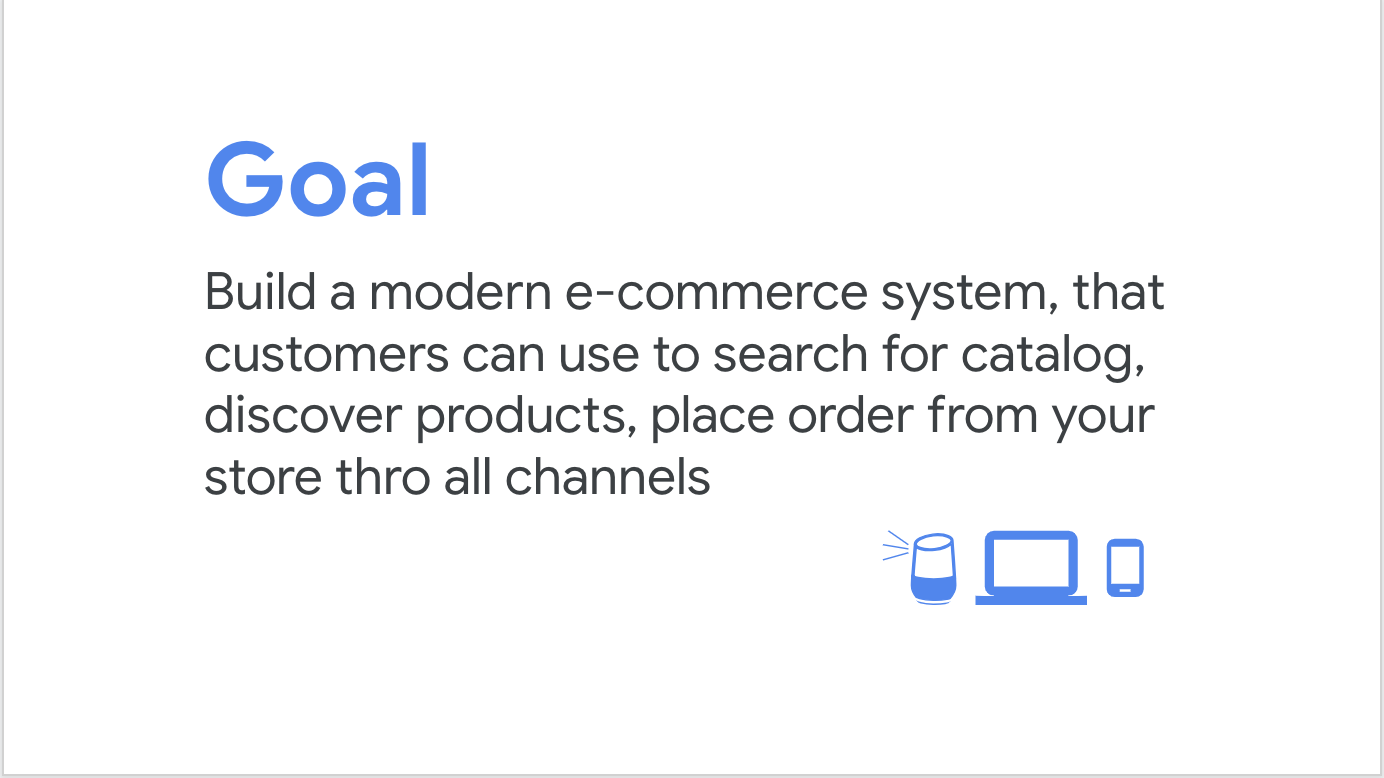 Goal
Build a modern e-commerce system, that
customers can use to search for catalog,
discover products, place order from your
store thro all channels